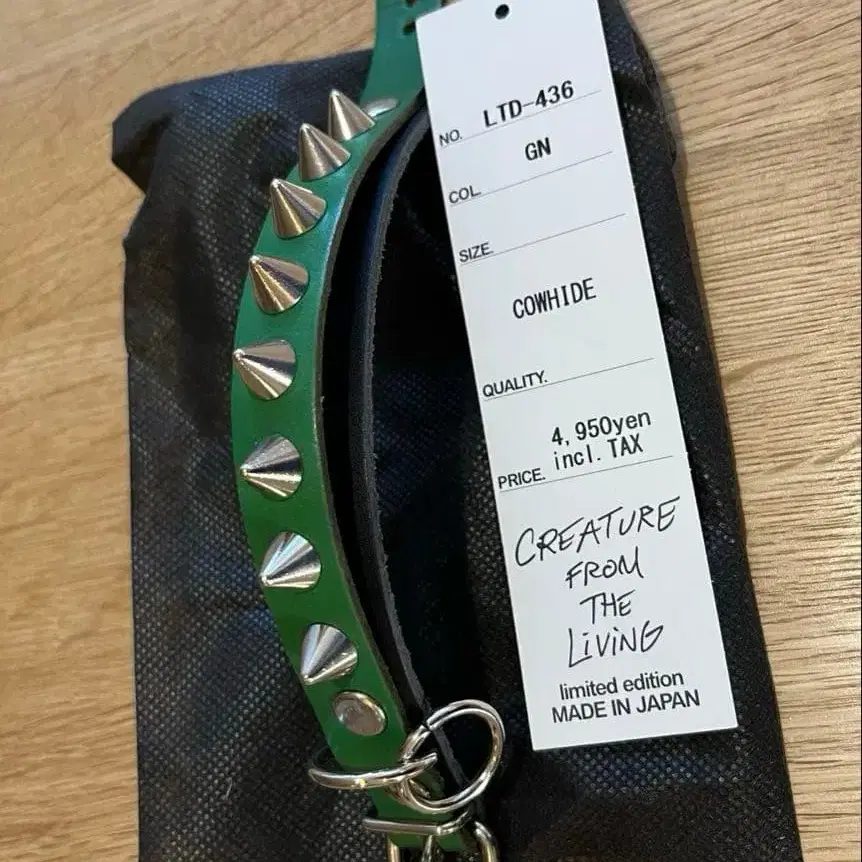 NO. LTD-436
COL. GN
SIZE.
COWHIDE
QUALITY.
4,950yen
PRICE. incl. TAX
CREATURE
FROM
THE
LiViNG
limited edition
MADE IN JAPAN